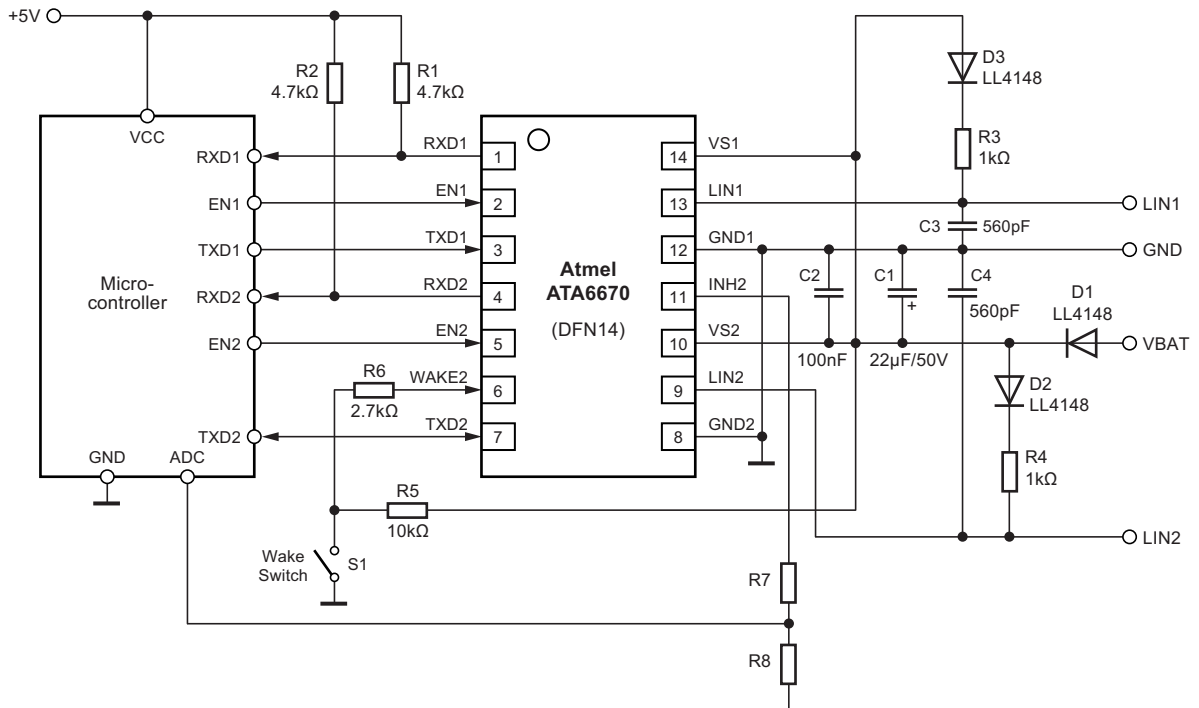 +5V
R2
4.7kΩ
R1
4.7kΩ
D3
LL4148
R3
1kΩ
VCC
RXD1
EN1
TXD1
RXD2
EN2
TXD2
GND
ADC
Micro-
controller
RXD1
EN1
TXD1
RXD2
EN2
WAKE2
TXD2
1
2
3
4
5
6
7
Atmel
ATA6670
(DFN14)
14
13
12
11
10
9
8
VS1
LIN1
GND1
INH2
VS2
LIN2
GND2
C3
560pF
C2
100nF
C1
+
22μF/50V
C4
560pF
D1
LL4148
D2
LL4148
R4
1kΩ
LIN1
GND
VBAT
LIN2
R6
2.7kΩ
R5
10kΩ
Wake
Switch
S1
R7
R8